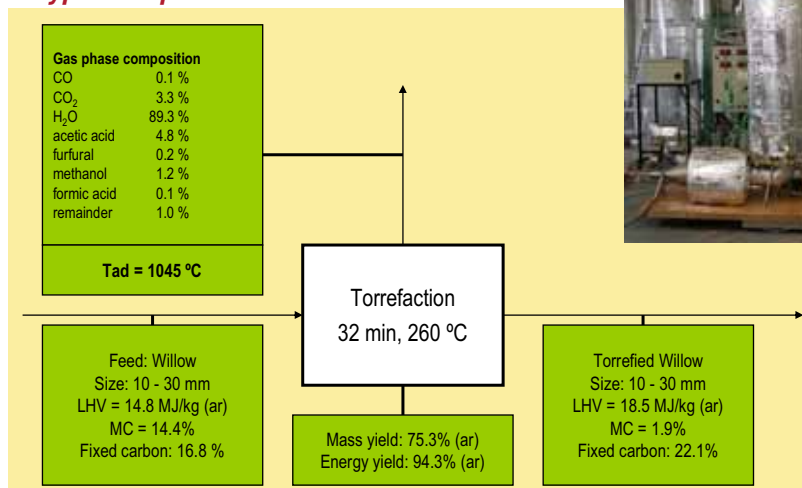 Gas phase composition
CO 0.1 %
CO2 3.3 %
H2O 89.3 %
acetic acid 4.8 %
furfural 0.2 %
methanol 1.2 %
formic acid 0.1 %
remainder 1.0 %
Tad = 1045 ºC
Torrefaction
32 min, 260 ºC
Feed: Willow
Size: 10 - 30 mm
LHV = 14.8 MJ/kg (ar)
MC = 14.4%
Fixed carbon: 16.8 %
Mass yield: 75.3% (ar)
Energy yield: 94.3% (ar)
Torrefied Willow
Size: 10 - 30 mm
LHV = 18.5 MJ/kg (ar)
MC = 1.9%
Fixed carbon: 22.1%